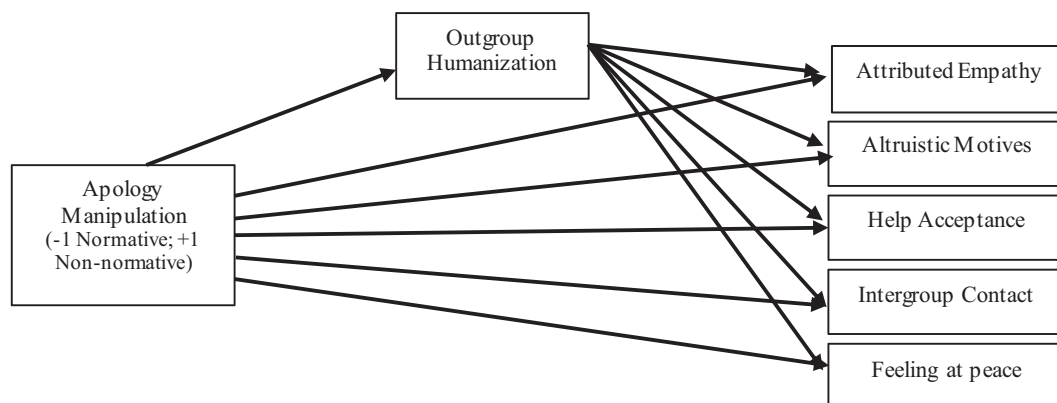 Outgroup
Humanization
Attributed Empathy
Altruistic Motives
Apology
Manipulation
(-1 Normative; +1
Non-normative)
Help Acceptance
Intergroup Contact
Feeling at peace